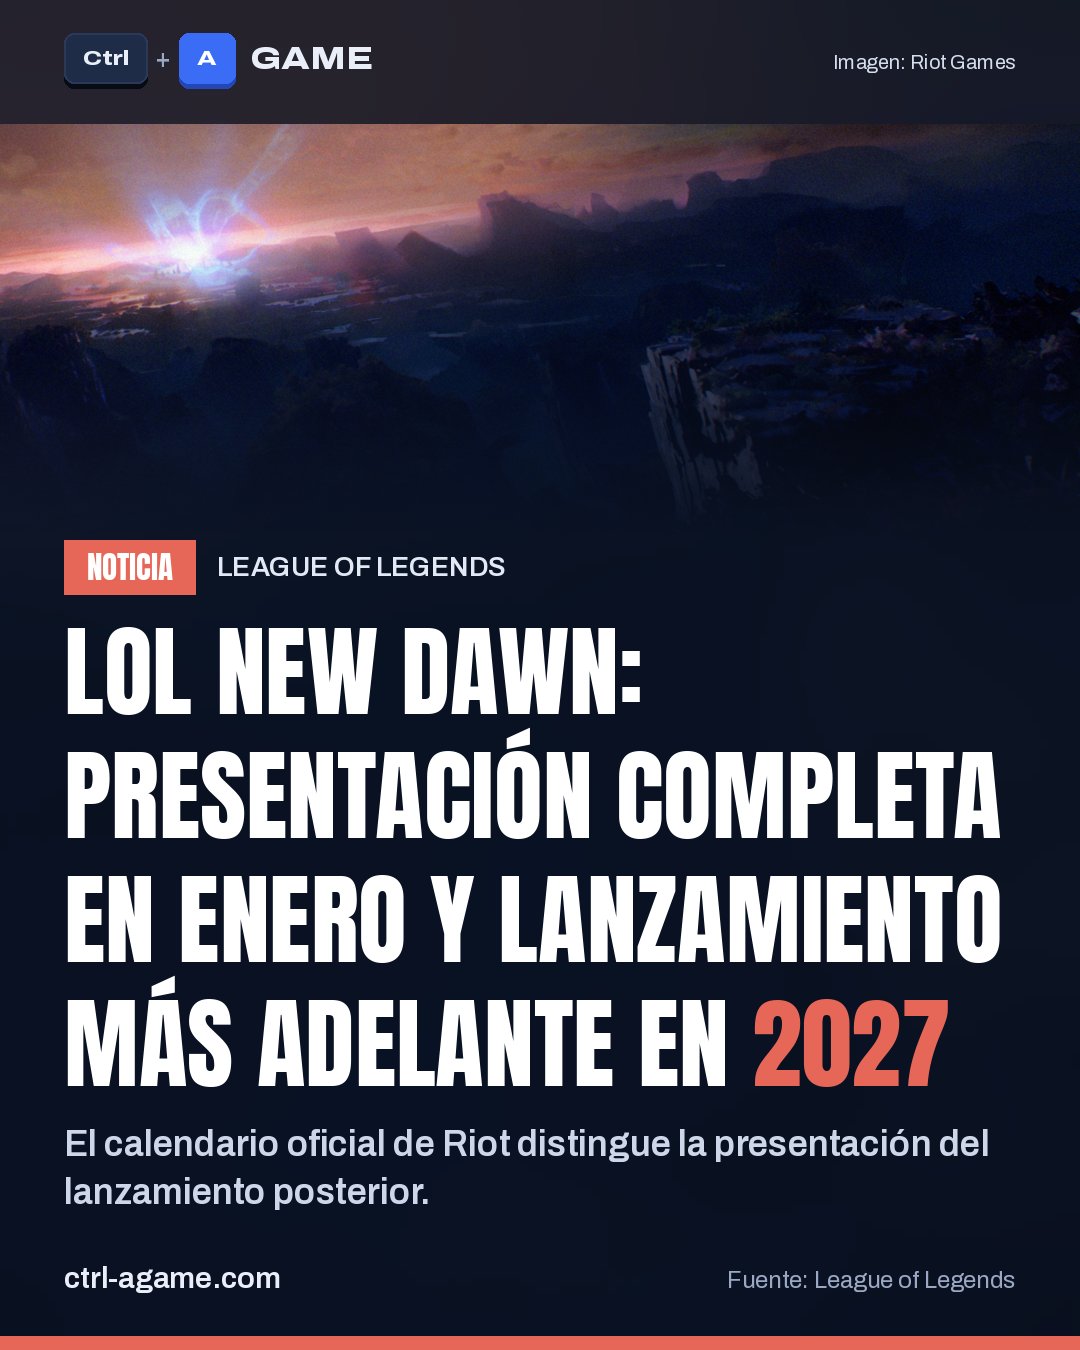 Ctrl + A GAME
Imagen: Riot Games
NOTICIA LEAGUE OF LEGENDS
LOL NEW DAWN:
PRESENTACIÓN COMPLETA
EN ENERO Y LANZAMIENTO
MÁS ADELANTE EN 2027
El calendario oficial de Riot distingue la presentación del
lanzamiento posterior.
ctrl-agame.com
Fuente: League of Legends